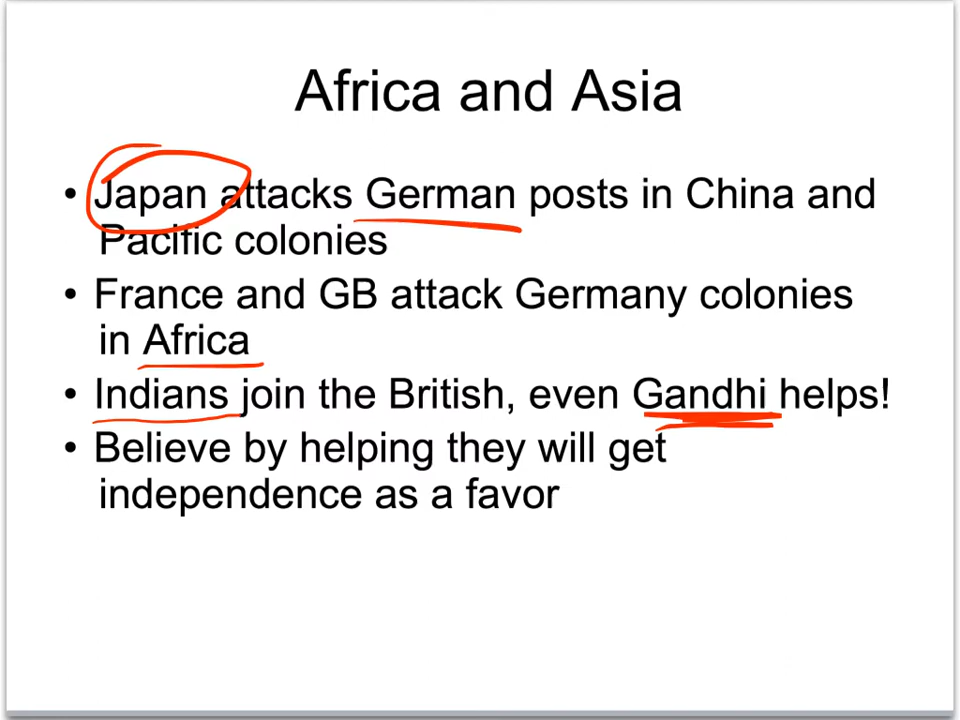 Africa and Asia
• Japan attacks German posts in China and
Pacific colonies
• France and GB attack Germany colonies
in Africa
• Indians join the British, even Gandhi helps!
• Believe by helping they will get
independence as a favor